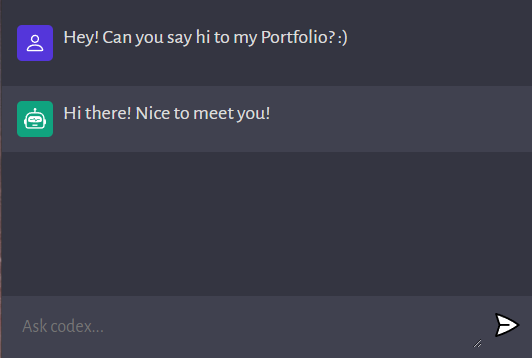 Hey! Can you say hi to my Portfolio? :)
Hi there! Nice to meet you!
Ask codex...